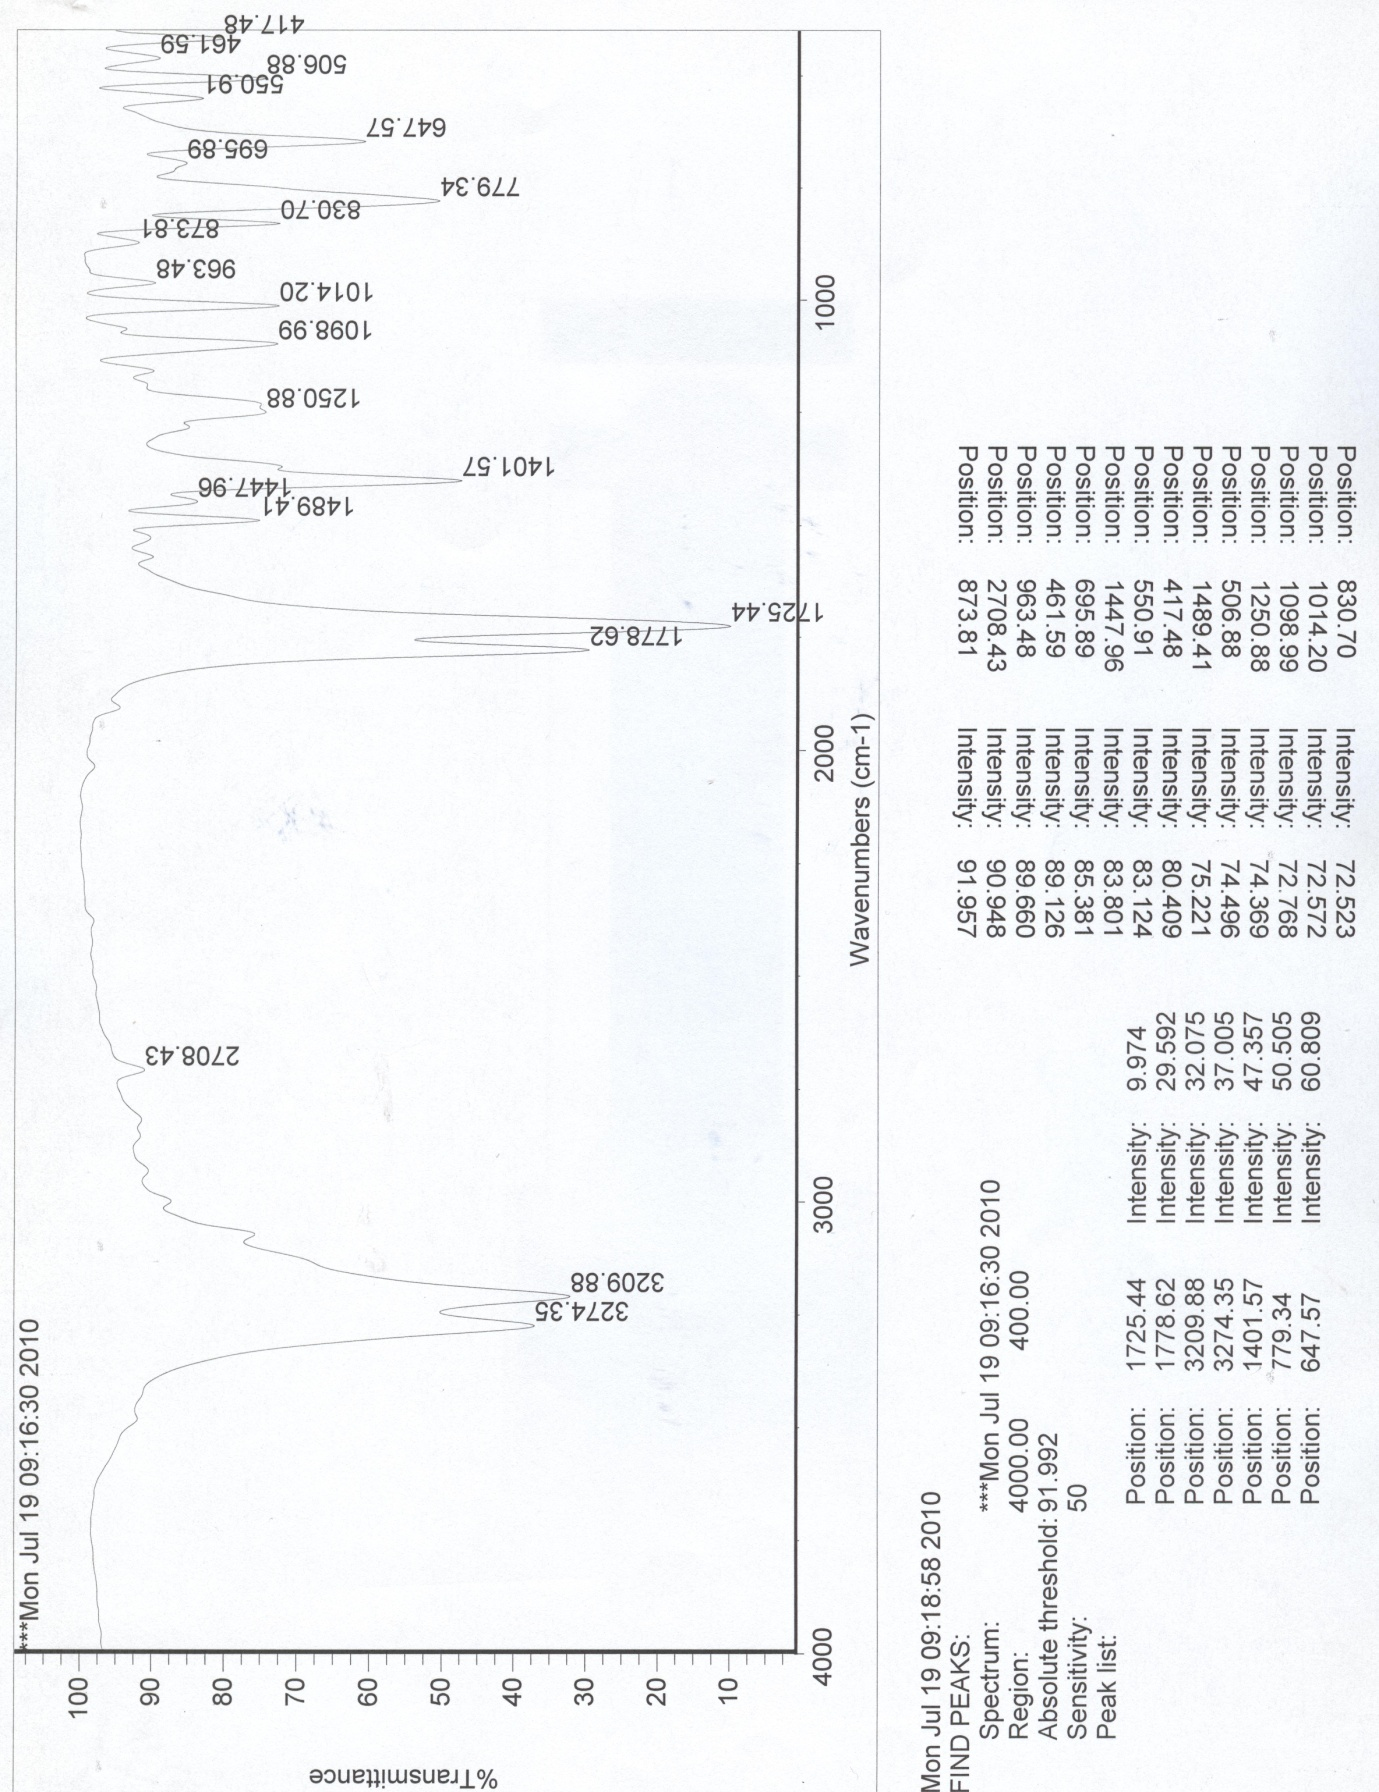 ***Mon Jul 19 09:16:30 2010
%Transmittance
100
90
80
70
60
50
40
30
20
10
4000
3000
2000
1000
Wavenumbers (cm-1)
3274.35
3209.88
2708.43
1778.62
1725.44
1489.41
1447.96
1401.57
1250.88
1098.99
1014.20
963.48
873.81
830.70
779.34
695.89
647.57
550.91
506.88
461.59
417.48
Mon Jul 19 09:18:58 2010
FIND PEAKS:
Spectrum: ***Mon Jul 19 09:16:30 2010
Region: 4000.00 400.00
Absolute threshold: 91.992
Sensitivity: 50
Peak list:
Position: 1725.44 Intensity: 9.974
Position: 1778.62 Intensity: 29.592
Position: 3209.88 Intensity: 32.075
Position: 3274.35 Intensity: 37.005
Position: 1401.57 Intensity: 47.357
Position: 779.34 Intensity: 50.505
Position: 647.57 Intensity: 60.809
Position: 873.81 Intensity: 91.957
Position: 2708.43 Intensity: 90.948
Position: 963.48 Intensity: 89.660
Position: 461.59 Intensity: 89.126
Position: 695.89 Intensity: 85.381
Position: 1447.96 Intensity: 83.801
Position: 550.91 Intensity: 83.124
Position: 417.48 Intensity: 80.409
Position: 1489.41 Intensity: 75.221
Position: 506.88 Intensity: 74.496
Position: 1250.88 Intensity: 74.369
Position: 1098.99 Intensity: 72.768
Position: 1014.20 Intensity: 72.572
Position: 830.70 Intensity: 72.523